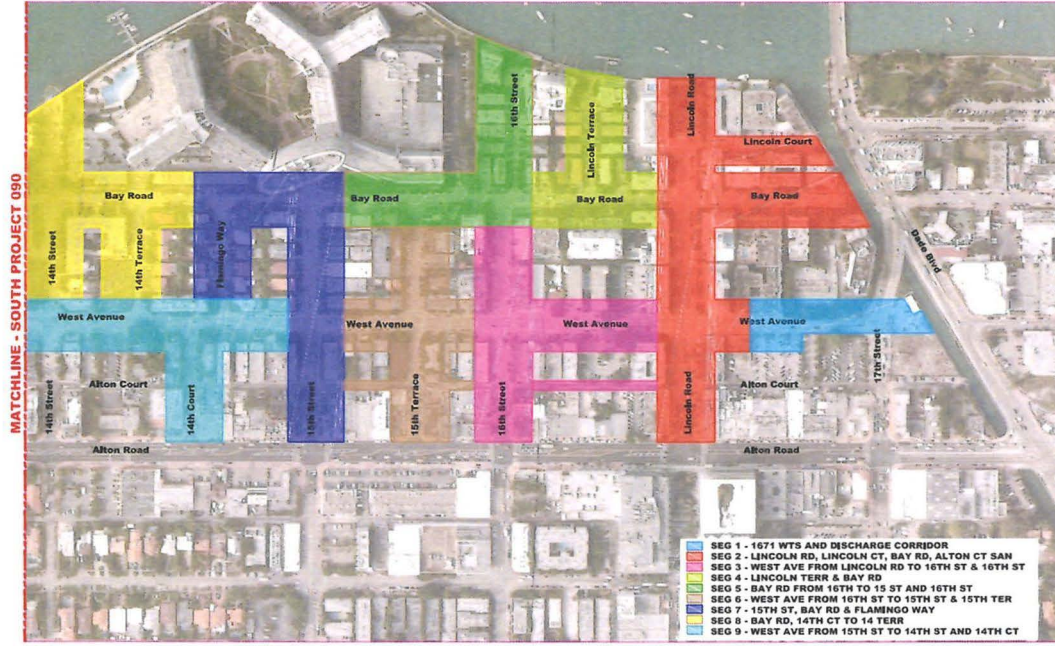 MATCHLINE - SOUTH PROJECT 090
16th Street
Lincoln Terrace
Lincoln Road
Lincoln Court
Bay Road
Bay Road
Bay Road
Bay Road
14th Street
14th Terrace
Flamingo Way
Dade Blvd
West Avenue
West Avenue
West Avenue
West Avenue
17th Street
14th Street
Alton Court
14th Court
15th Street
15th Terrace
16th Street
Lincoln Road
Alton Court
Alton Road
Alton Road
SEG 1 - 1671 WTS AND DISCHARGE CORRIDOR
SEG 2 - LINCOLN RD, LINCOLN CT, BAY RD, ALTON CT SAN
SEG 3 - WEST AVE FROM LINCOLN RD TO 16TH ST & 16TH ST
SEG 4 - LINCOLN TERR & BAY RD
SEG 5 - BAY RD FROM 16TH TO 15 ST AND 16TH ST
SEG 6 - WEST AVE FROM 16TH ST TO 15TH ST & 15TH TER
SEG 7 - 15TH ST, BAY RD & FLAMINGO WAY
SEG 8 - BAY RD, 14TH CT TO 14 TERR
SEG 9 - WEST AVE FROM 15TH ST TO 14TH ST AND 14TH CT